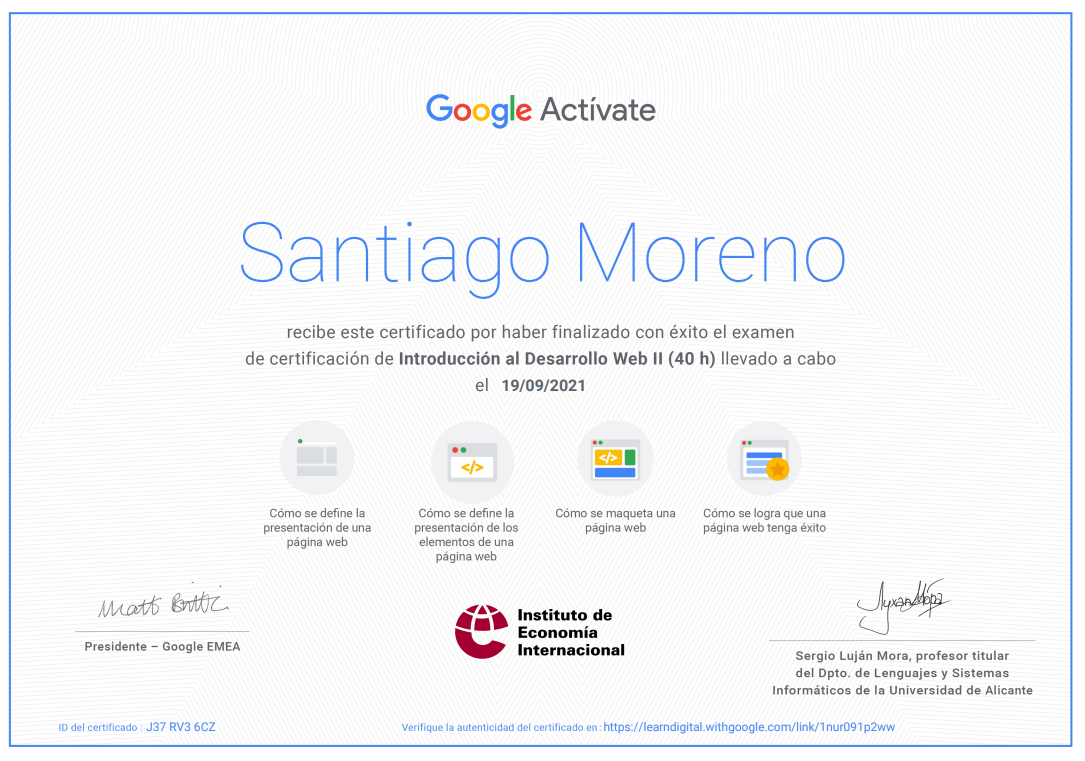 Google Actívate
Santiago Moreno
recibe este certificado por haber finalizado con éxito el examen
de certificación de Introducción al Desarrollo Web II (40 h) llevado a cabo
el 19/09/2021
</>
</>
Cómo se define la
presentación de una
página web
Cómo se define la
presentación de los
elementos de una
página web
Cómo se maqueta una
página web
Cómo se logra que una
página web tenga éxito
Matt
Presidente – Google EMEA
Instituto de
Economía
Internacional
Sergio Luján Mora, profesor titular
del Dpto. de Lenguajes y Sistemas
Informáticos de la Universidad de Alicante
ID del certificado : J37 RV3 6CZ
Verifique la autenticidad del certificado en: https://learndigital.withgoogle.com/link/1nur091p2ww